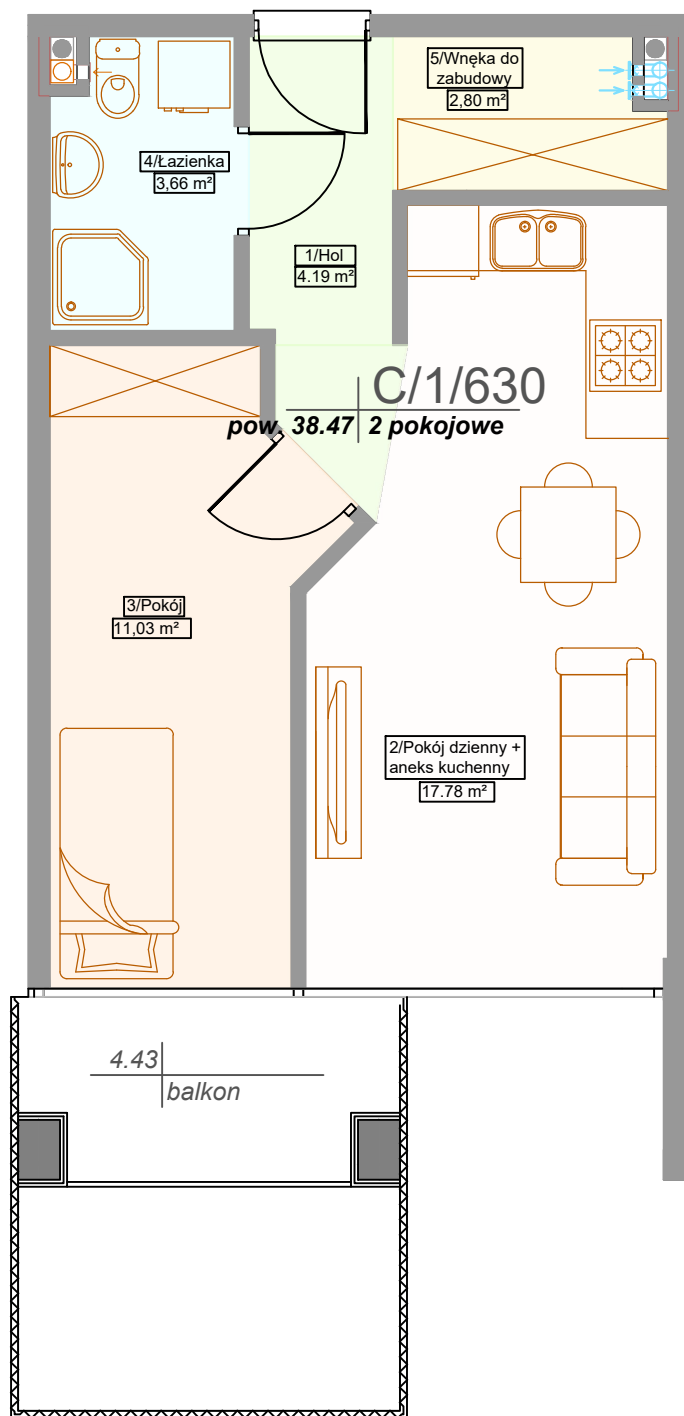 5/Wnęka do
zabudowy
2,80 m²
4/Łazienka
3,66 m²
1/Hol
4.19 m²
C/1/630
pow. 38.47 2 pokojowe
3/Pokój
11,03 m²
2/Pokój dzienny +
aneks kuchenny
17.78 m²
4.43
balkon